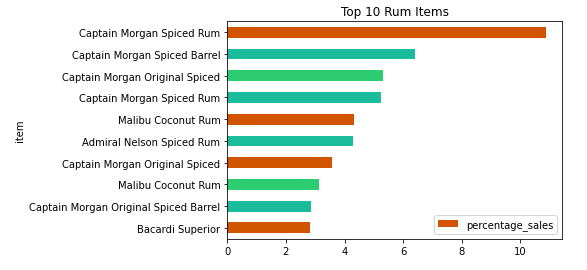 Top 10 Rum Items
Captain Morgan Spiced Rum
Captain Morgan Spiced Barrel
Captain Morgan Original Spiced
Captain Morgan Spiced Rum
Malibu Coconut Rum
Admiral Nelson Spiced Rum
Captain Morgan Original Spiced
Malibu Coconut Rum
Captain Morgan Original Spiced Barrel
Bacardi Superior
item
percentage_sales
0 2 4 6 8 10